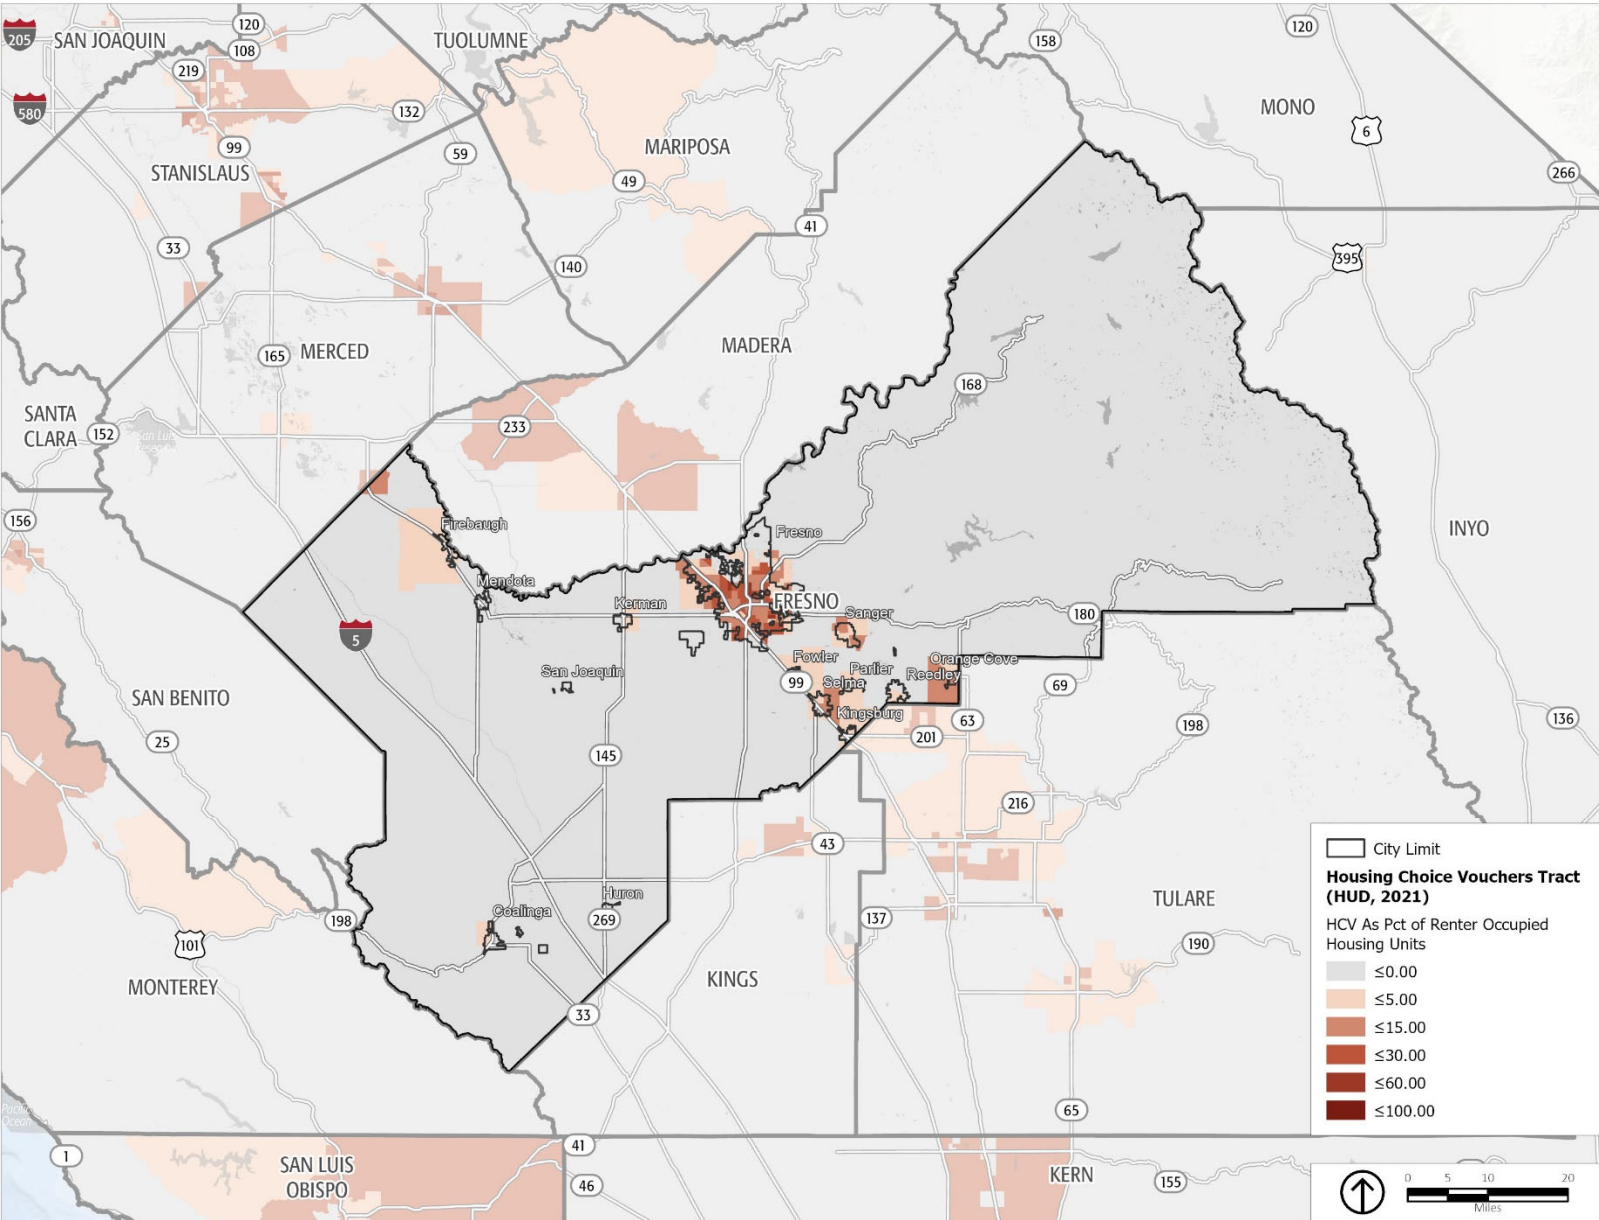 205
SAN JOAQUIN
120
108
219
TUOLUMNE
158
120
580
132
MONO
6
99
59
MARIPOSA
STANISLAUS
49
266
33
41
140
395
165
MERCED
MADERA
168
SANTA
CLARA
152
San Luis
Reservoir
233
156
Firebaugh
Fresno
INYO
Mendota
Kerman
FRESNO
Sanger
180
5
San Joaquin
Fowler
Parlier
Orange Cove
Reedley
99
Selma
69
SAN BENITO
Kingsburg
63
198
136
25
201
145
216
43
City Limit
Housing Choice Vouchers Tract
(HUD, 2021)
HCV As Pct of Renter Occupied
Housing Units
≤0.00
≤5.00
≤15.00
≤30.00
≤60.00
≤100.00
Huron
TULARE
Coalinga
198
269
137
101
190
KINGS
MONTEREY
33
Pacific
Ocean
65
1
41
SAN LUIS
OBISPO
46
KERN
155
0 5 10 20
Miles